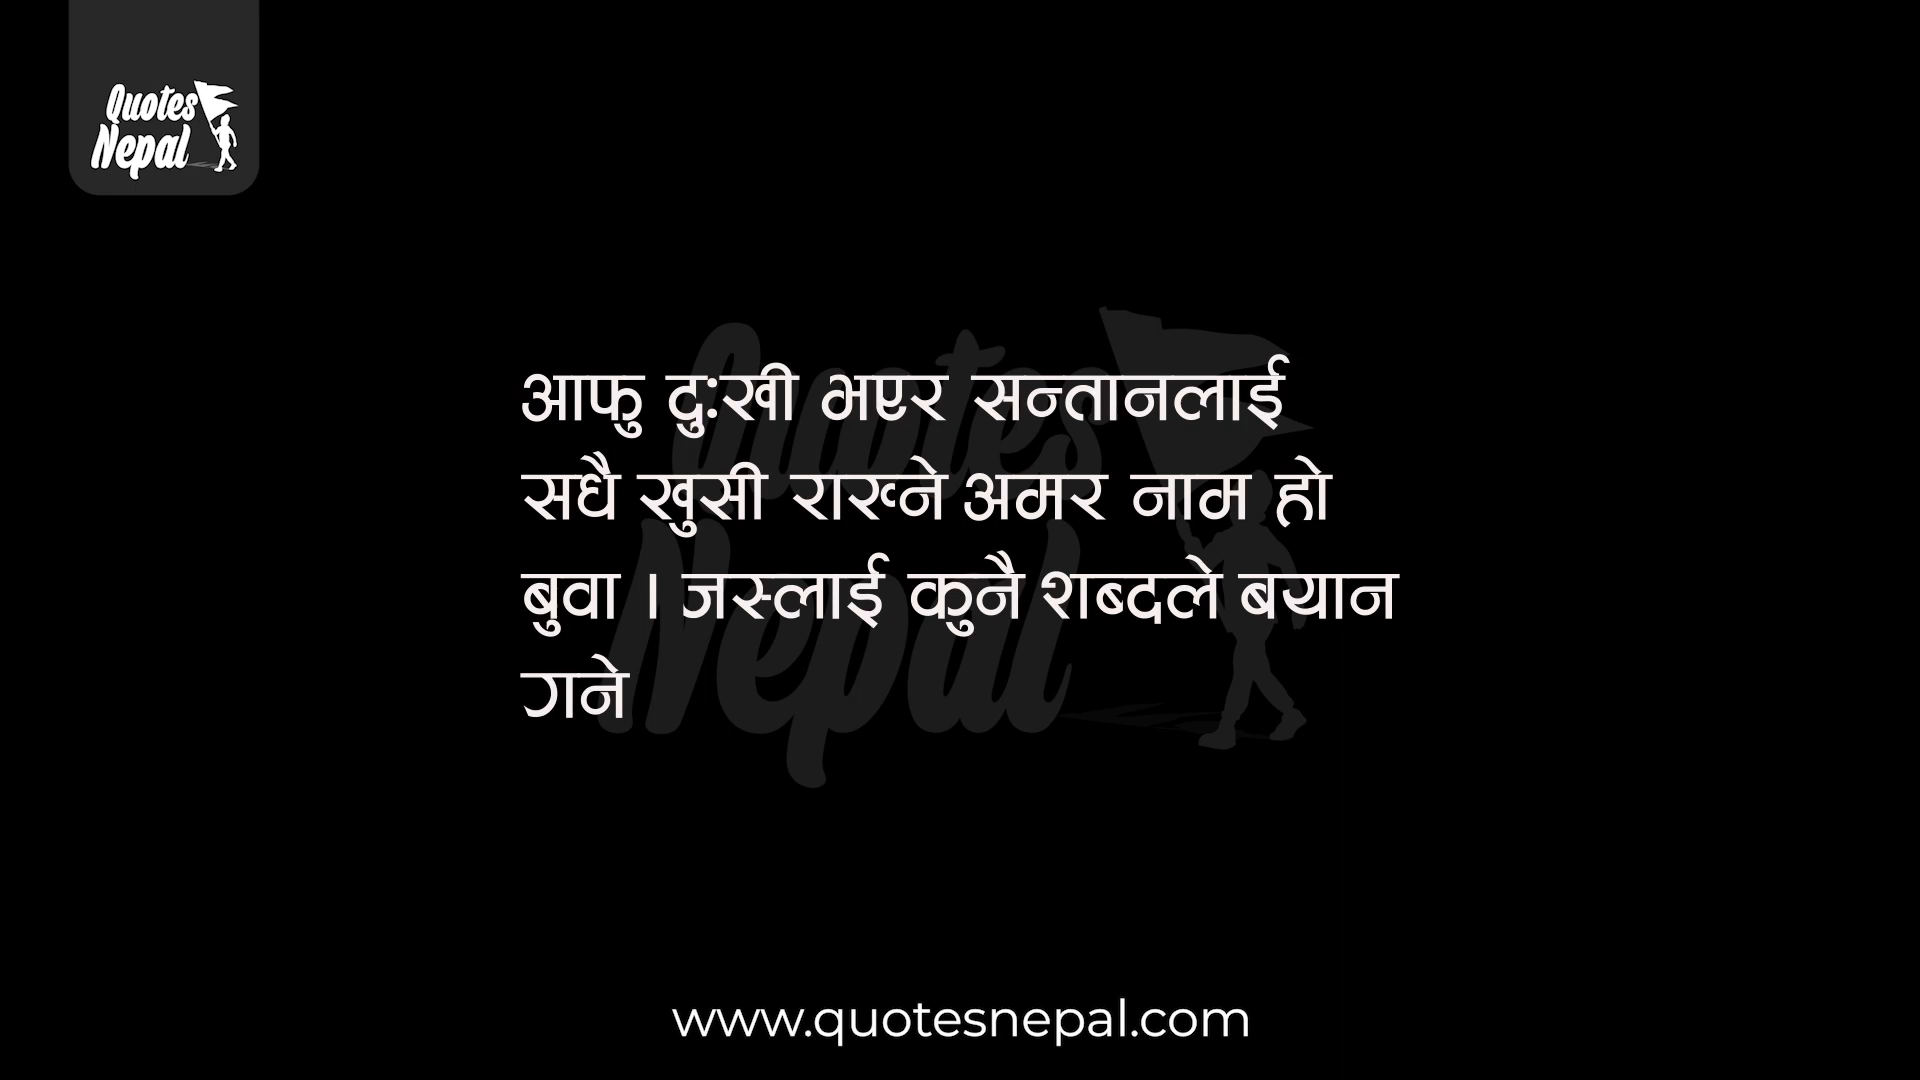 Quotes
Nepal
आफु दुःखी भएर सन्तानलाई
सधै खुसी राख्ने अमर नाम हो
बुवा । जस्लाई कुनै शब्दले बयान
गने
www.quotesnepal.com